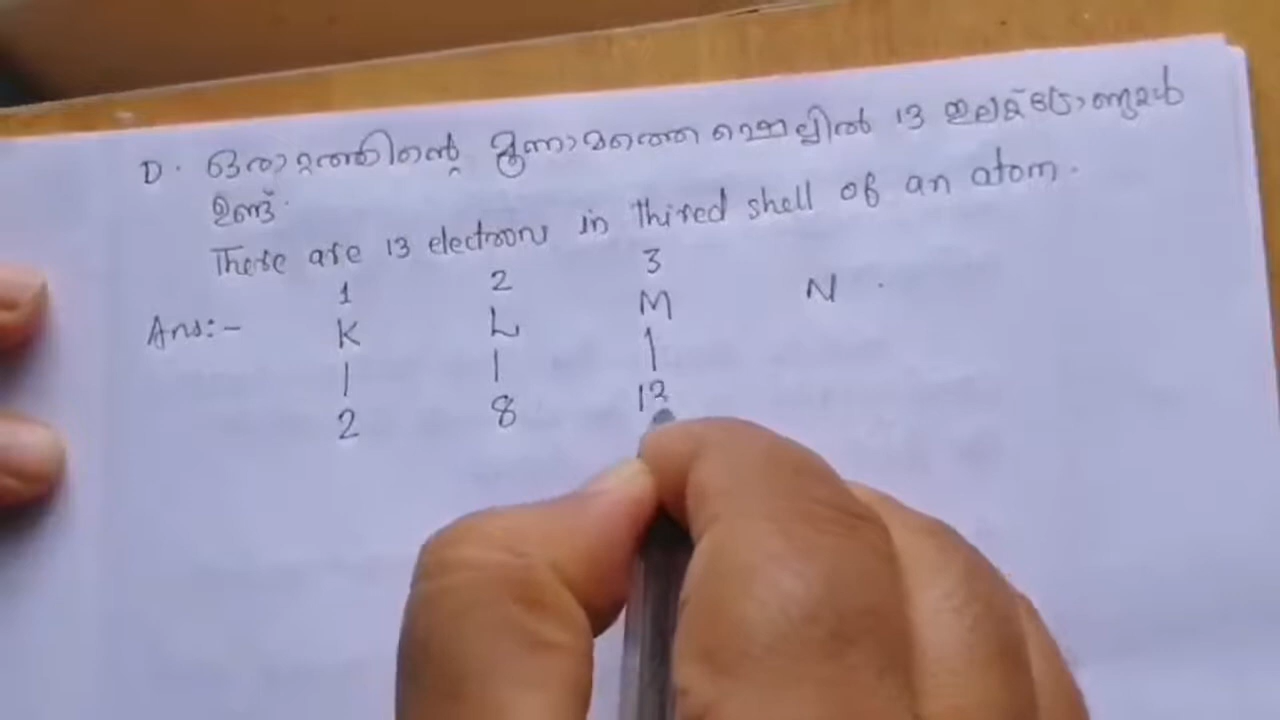 D. ഒരാറ്റത്തിന്റെ മൂന്നാമത്തെ ഷെല്ലിൽ 13 ഇലക്ട്രോണുകൾ
ഉണ്ട്.
There are 13 electrons in thired shell of an atom.
1 2 3
Ans:- K L M N.
| | |
2 8 13